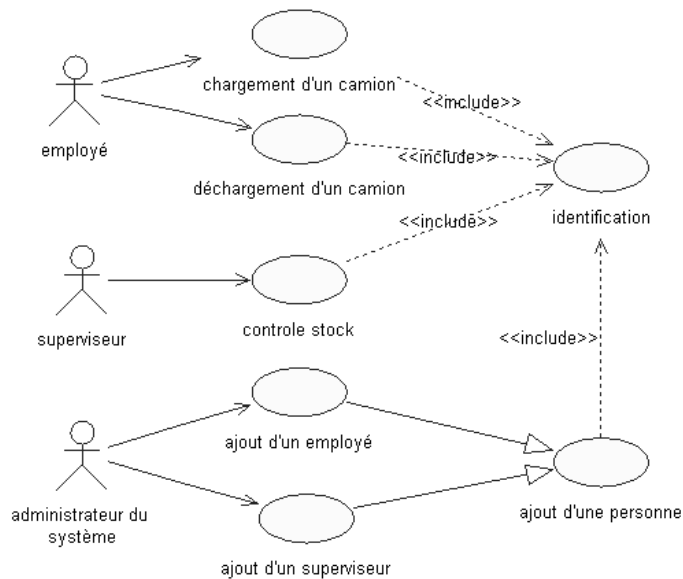 chargement d'un camion
<<include>>
employé
<<include>>
déchargement d'un camion
<<include>>
identification
superviseur
controle stock
<<include>>
ajout d'un employé
administrateur du
système
ajout d'une personne
ajout d'un superviseur